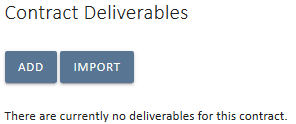 Contract Deliverables
ADD IMPORT
There are currently no deliverables for this contract.